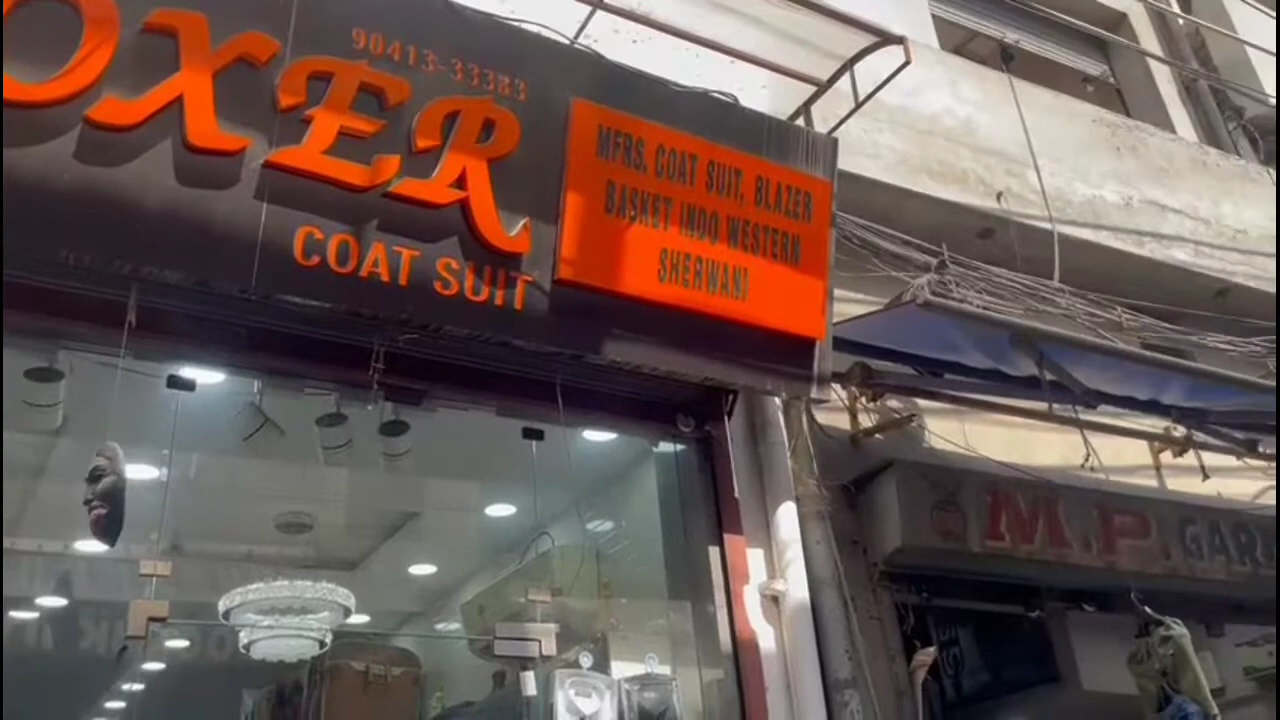 90413-33383
OXER
COAT SUIT
MFRS. COAT SUIT, BLAZER
BASKET INDO WESTERN
SHERWANI
M.P. GAR